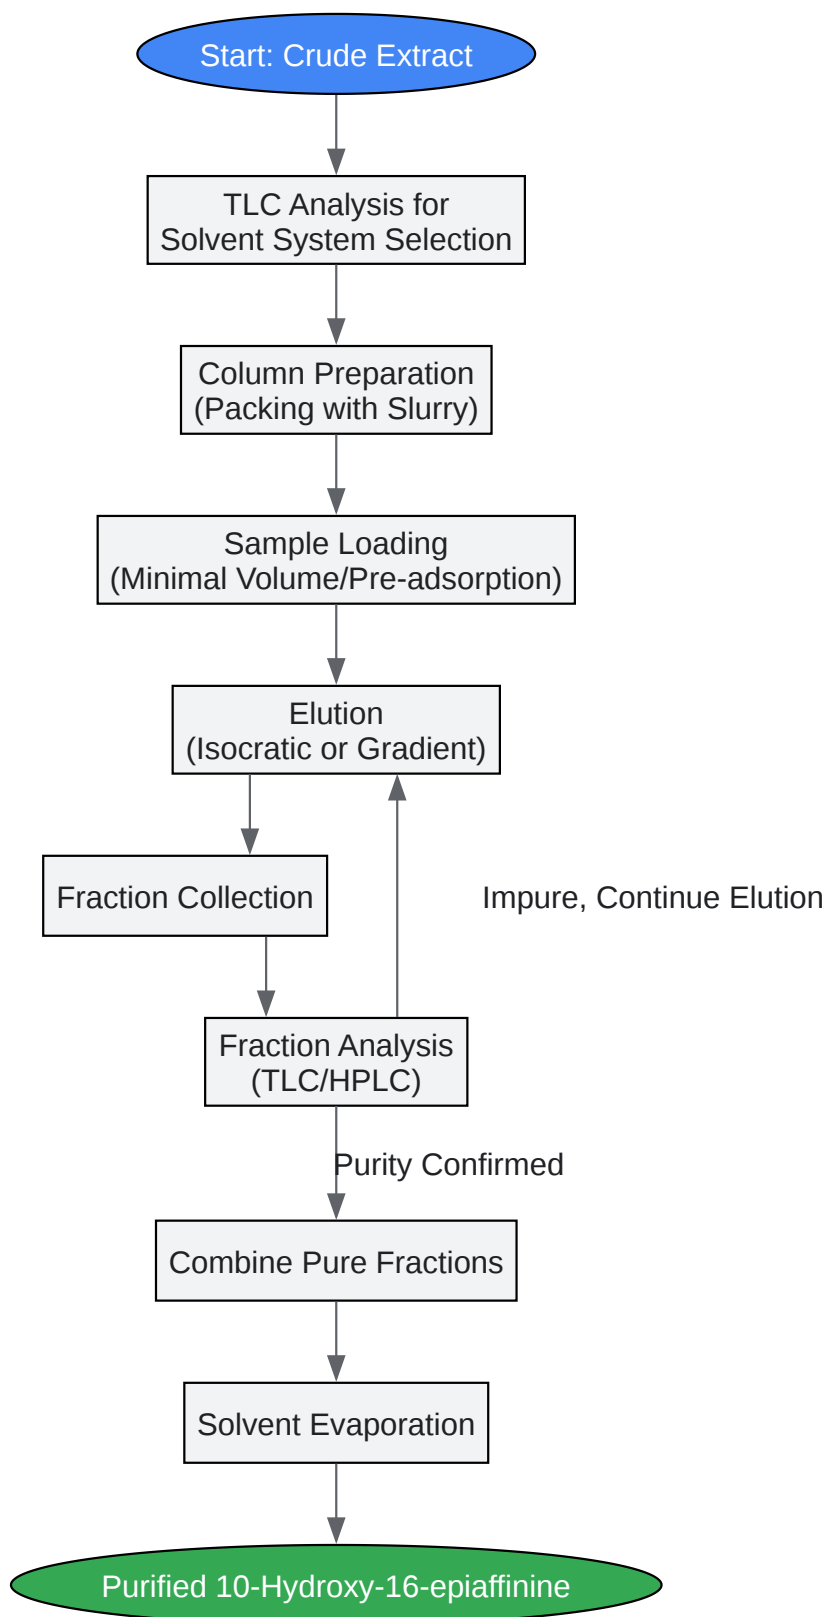 Start: Crude Extract
TLC Analysis for
Solvent System Selection
Column Preparation
(Packing with Slurry)
Sample Loading
(Minimal Volume/Pre-adsorption)
Elution
(Isocratic or Gradient)
Fraction Collection
Impure, Continue Elution
Fraction Analysis
(TLC/HPLC)
Purity Confirmed
Combine Pure Fractions
Solvent Evaporation
Purified 10-Hydroxy-16-epiaffinine